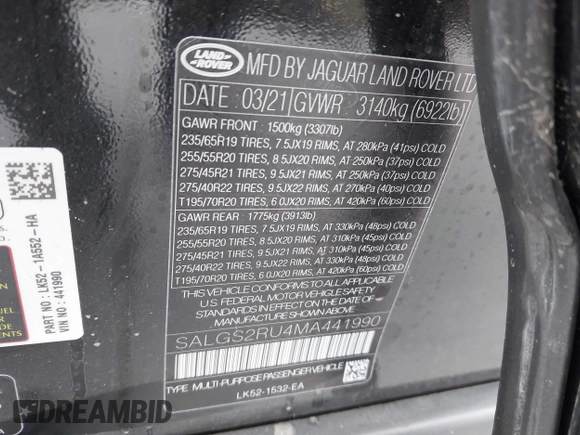 LAND
ROVER
MFD BY JAGUAR LAND ROVER LTD
DATE : 03/21 GVWR : 3140kg (6922lb)
GAWR FRONT : 1500kg (3307lb)
235/65R19 TIRES, 7.5JX19 RIMS, AT 280kPa (41psi) COLD
255/55R20 TIRES, 8.5JX20 RIMS, AT 250kPa (37psi) COLD
275/45R21 TIRES, 9.5JX21 RIMS, AT 250kPa (37psi) COLD
275/40R22 TIRES, 9.5JX22 RIMS, AT 270kPa (40psi) COLD
T195/70R20 TIRES, 6.0JX20 RIMS, AT 420kPa (60psi) COLD
GAWR REAR : 1775kg (3913lb)
235/65R19 TIRES, 7.5JX19 RIMS, AT 330kPa (48psi) COLD
255/55R20 TIRES, 8.5JX20 RIMS, AT 310kPa (45psi) COLD
275/45R21 TIRES, 9.5JX21 RIMS, AT 310kPa (45psi) COLD
275/40R22 TIRES, 9.5JX22 RIMS, AT 330kPa (48psi) COLD
T195/70R20 TIRES, 6.0JX20 RIMS, AT 420kPa (60psi) COLD
THIS VEHICLE CONFORMS TO ALL APPLICABLE
U.S. FEDERAL MOTOR VEHICLE SAFETY
STANDARDS IN EFFECT ON THE DATE OF
MANUFACTURE SHOWN ABOVE
SALGS2RU4MA441990
TYPE : MULTI-PURPOSE PASSENGER VEHICLE
LK52-1532-EA
PART NO : LK52-1A552-HA
VIN NO : 441990
DREAMBID